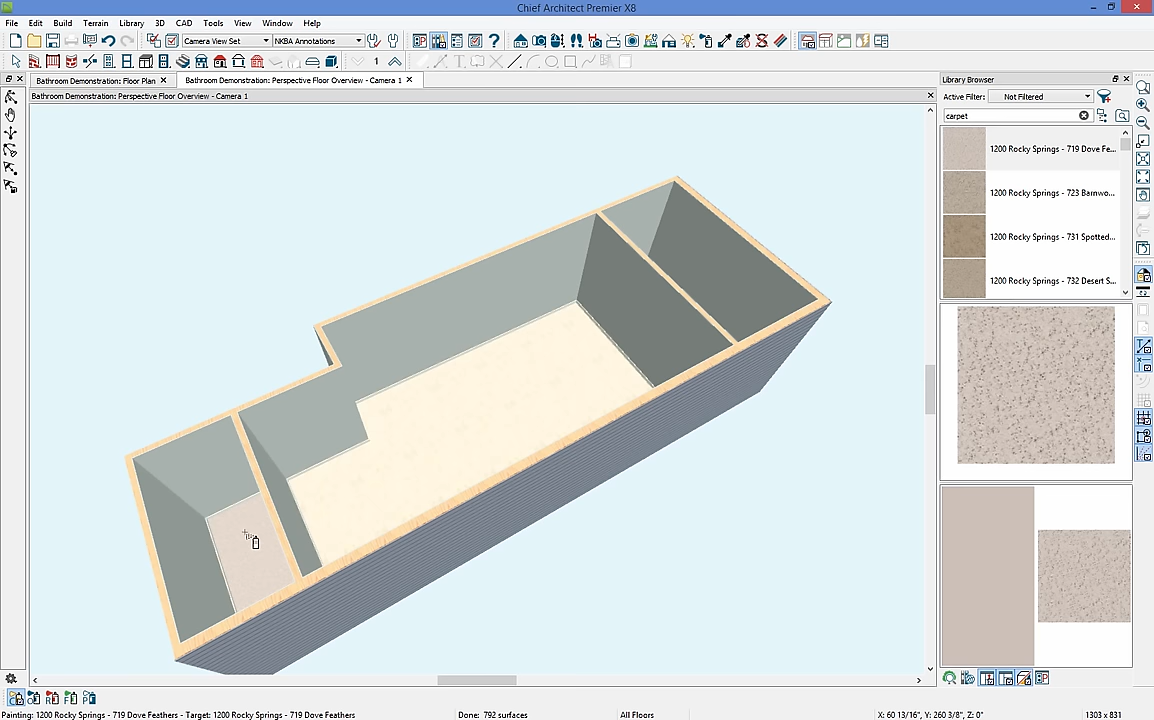 Chief Architect Premier X8
File Edit Build Terrain Library 3D CAD Tools View Window Help
Camera View Set NKBA Annotations
1
Bathroom Demonstration: Floor Plan Bathroom Demonstration: Perspective Floor Overview - Camera 1
Bathroom Demonstration: Perspective Floor Overview - Camera 1
Library Browser
Active Filter: Not Filtered
carpet
1200 Rocky Springs - 719 Dove Fe...
1200 Rocky Springs - 723 Barnwo...
1200 Rocky Springs - 731 Spotted...
1200 Rocky Springs - 732 Desert S...
Painting: 1200 Rocky Springs - 719 Dove Feathers - Target: 1200 Rocky Springs - 719 Dove Feathers Done: 792 surfaces All Floors X: 60 13/16", Y: 260 3/8", Z: 0" 1303 x 831